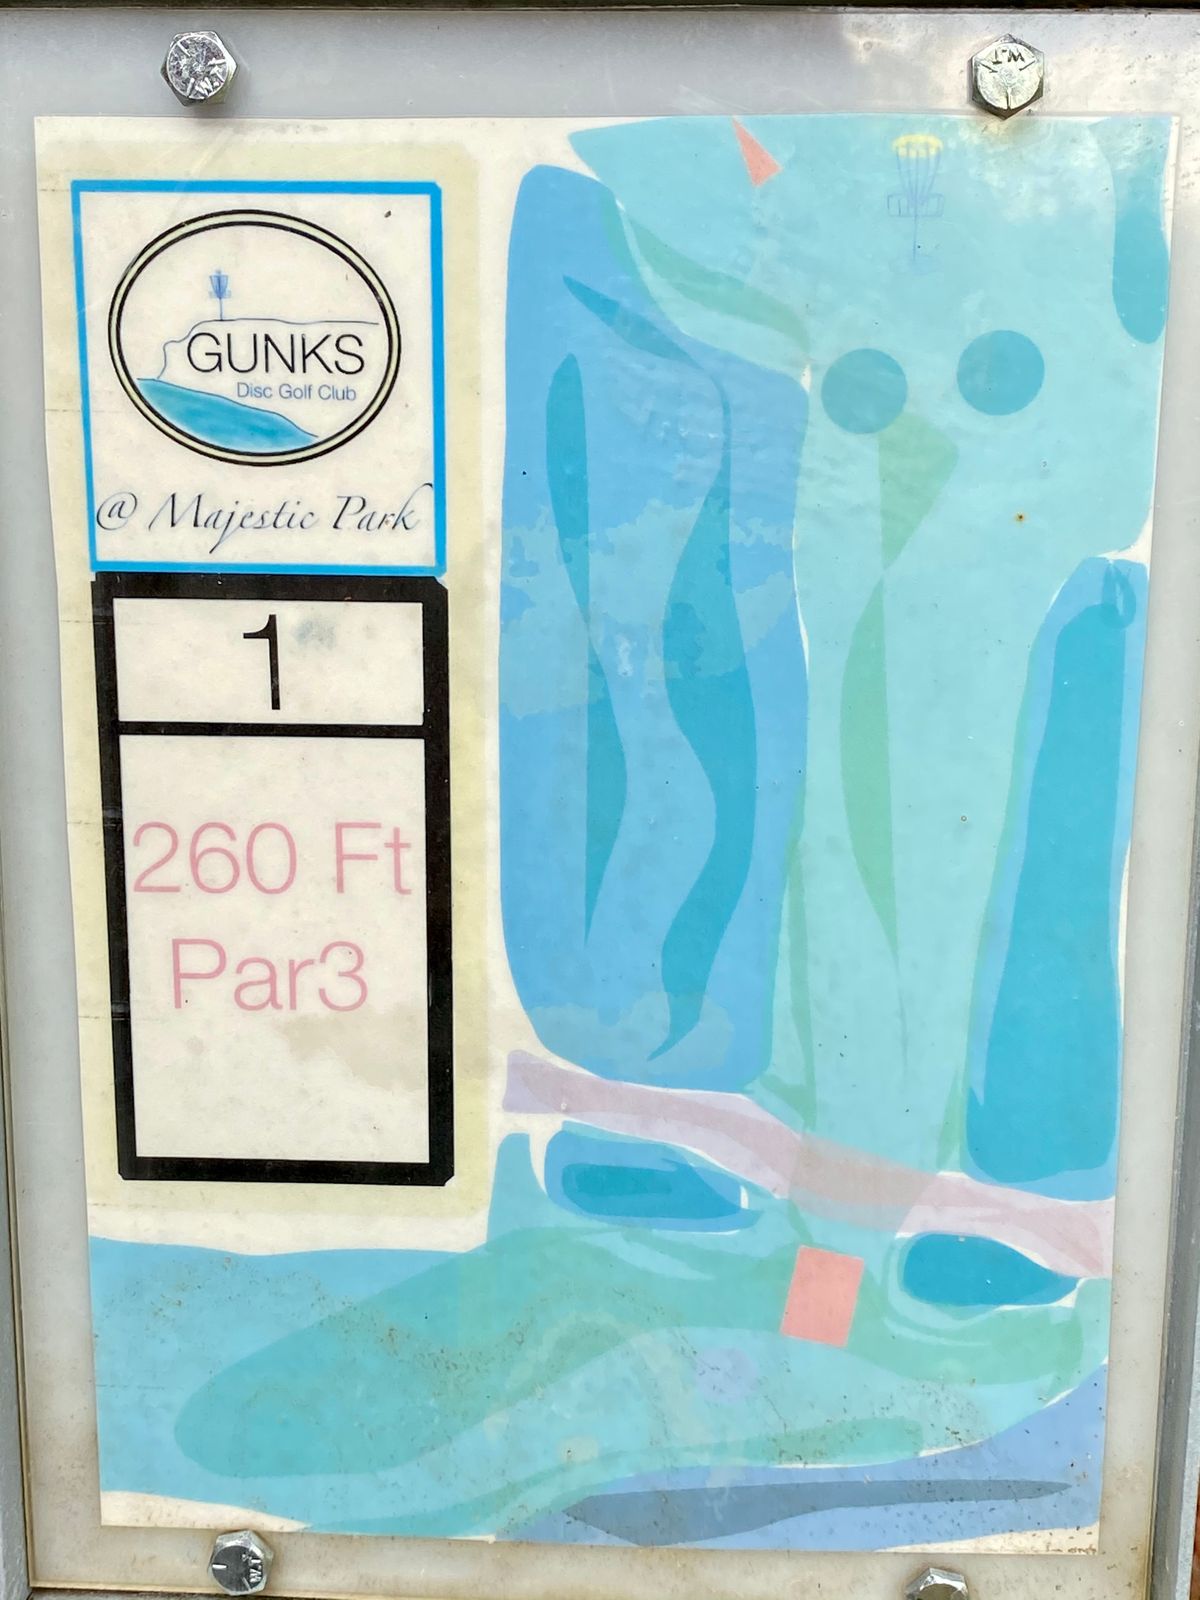 GUNKS
Disc Golf Club
@ Majestic Park
1
260 Ft
Par3